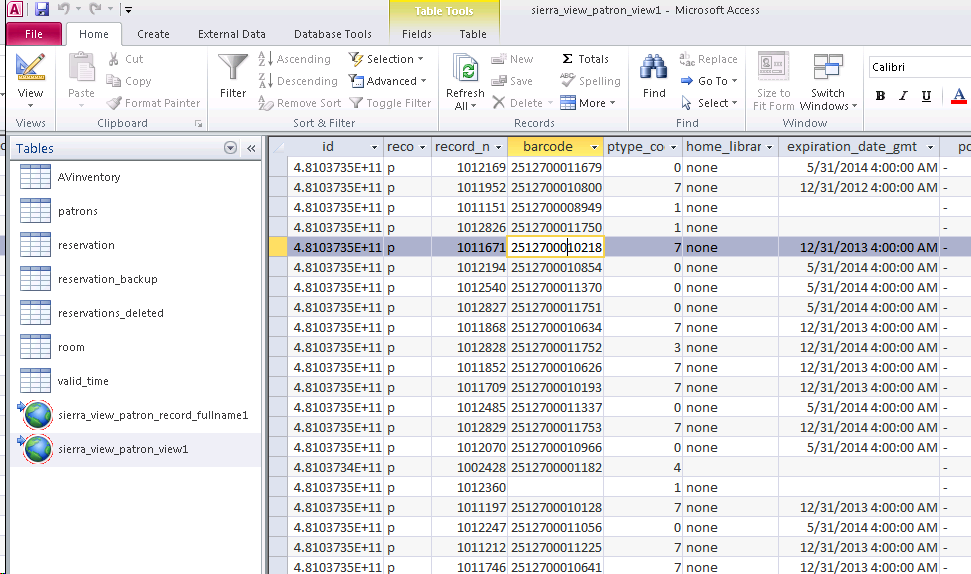 Table Tools
sierra_view_patron_view1 - Microsoft Access
File Home Create External Data Database Tools Fields Table
View
Views
Paste
Cut
Copy
Format Painter
Clipboard
Filter
Ascending
Descending
Remove Sort
Selection
Advanced
Toggle Filter
Sort & Filter
Refresh All
New
Save
Delete
Totals
Spelling
More
Records
Find
Replace
Go To
Select
Find
Size to Fit Form
Switch Windows
Window
Calibri
B I U A
Tables
AVinventory
patrons
reservation
reservation_backup
reservations_deleted
room
valid_time
sierra_view_patron_record_fullname1
sierra_view_patron_view1
id reco record_n barcode ptype_co home_librar expiration_date_gmt pc
4.8103735E+11 p 1012169 2512700011679 0 none 5/31/2014 4:00:00 AM -
4.8103735E+11 p 1011952 2512700010800 7 none 12/31/2012 4:00:00 AM -
4.8103735E+11 p 1011151 2512700008949 1 none -
4.8103735E+11 p 1012826 2512700011750 1 none -
4.8103735E+11 p 1011671 2512700010218 7 none 12/31/2013 4:00:00 AM -
4.8103735E+11 p 1012194 2512700010854 0 none 5/31/2014 4:00:00 AM -
4.8103735E+11 p 1012540 2512700011370 0 none 5/31/2014 4:00:00 AM -
4.8103735E+11 p 1012827 2512700011751 0 none 5/31/2014 4:00:00 AM -
4.8103735E+11 p 1011868 2512700010634 7 none 12/31/2013 4:00:00 AM -
4.8103735E+11 p 1012828 2512700011752 3 none 12/31/2014 4:00:00 AM -
4.8103735E+11 p 1011852 2512700010626 7 none 12/31/2013 4:00:00 AM -
4.8103735E+11 p 1011709 2512700010193 7 none 12/31/2013 4:00:00 AM -
4.8103735E+11 p 1012485 2512700011337 0 none 5/31/2014 4:00:00 AM -
4.8103735E+11 p 1012829 2512700011753 7 none 12/31/2014 4:00:00 AM -
4.8103735E+11 p 1012070 2512700010966 0 none 5/31/2014 4:00:00 AM -
4.8103734E+11 p 1002428 2512700001182 4 -
4.8103735E+11 p 1012360 1 none -
4.8103735E+11 p 1011197 2512700010128 7 none 12/31/2013 4:00:00 AM -
4.8103735E+11 p 1012247 2512700011056 0 none 5/31/2014 4:00:00 AM -
4.8103735E+11 p 1011212 2512700011225 7 none 12/31/2013 4:00:00 AM -
4.8103735E+11 p 1011746 2512700010641 7 none 12/31/2013 4:00:00 AM -